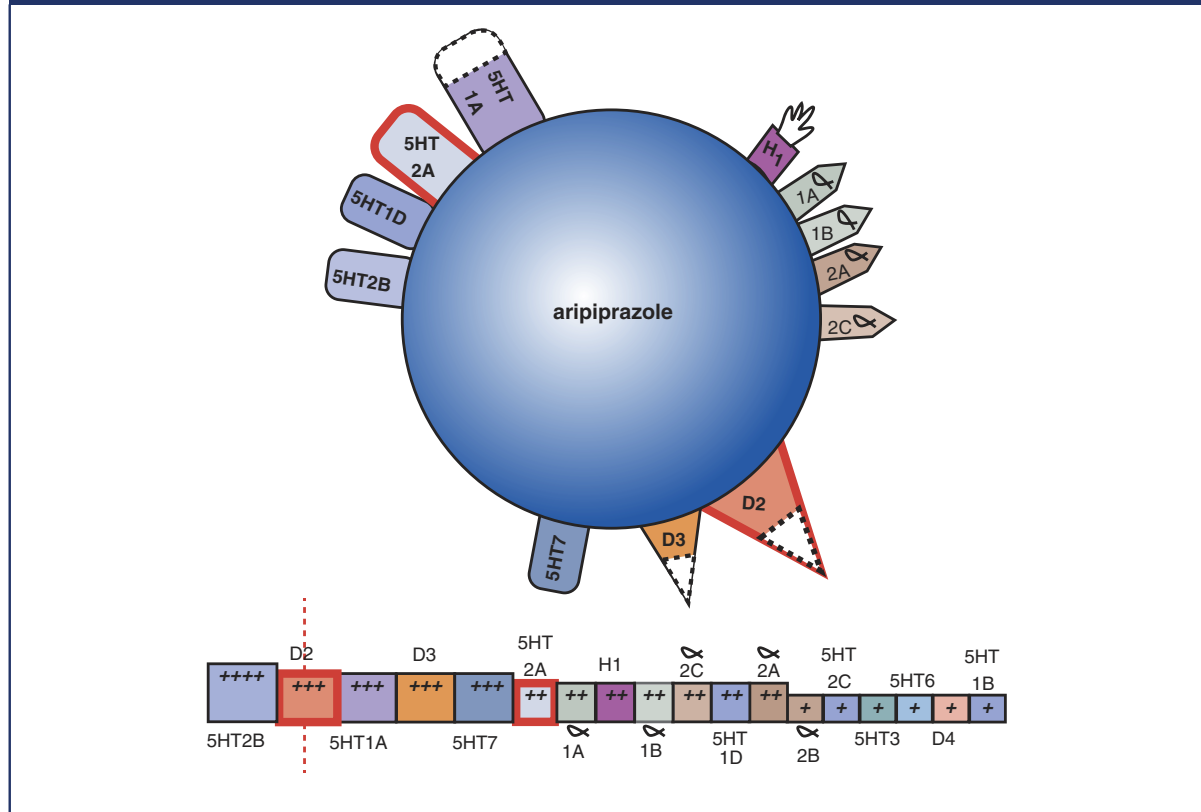 5HT
1A
5HT
2A
5HT1D
5HT2B
H1
1A α
1B α
2A α
2C α
aripiprazole
D2
D3
5HT7
5HT
5HT
5HT
D2
D3
2A
H1
α
2C
α
2A
2C
5HT6
1B
++++
+++
+++
+++
+++
++
++
++
++
++
++
++
+
+
+
+
+
+
5HT2B
5HT1A
5HT7
α
1A
α
1B
5HT
1D
α
2B
5HT3
D4